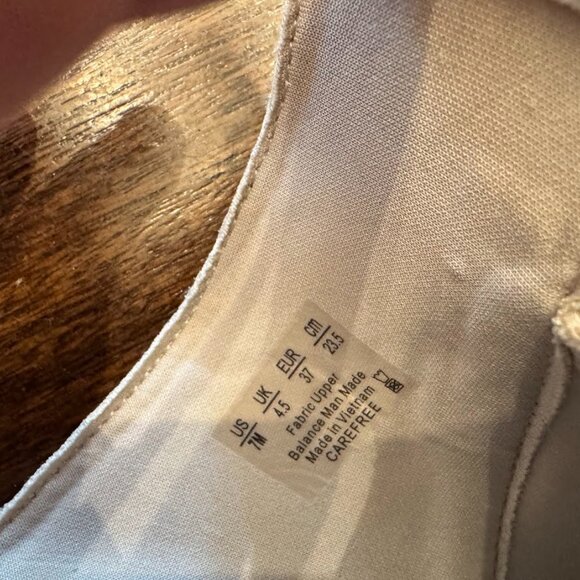 US UK EUR cm
7M 4.5 37 23.5
Fabric Upper
Balance Man Made
Made in Vietnam
CAREFREE